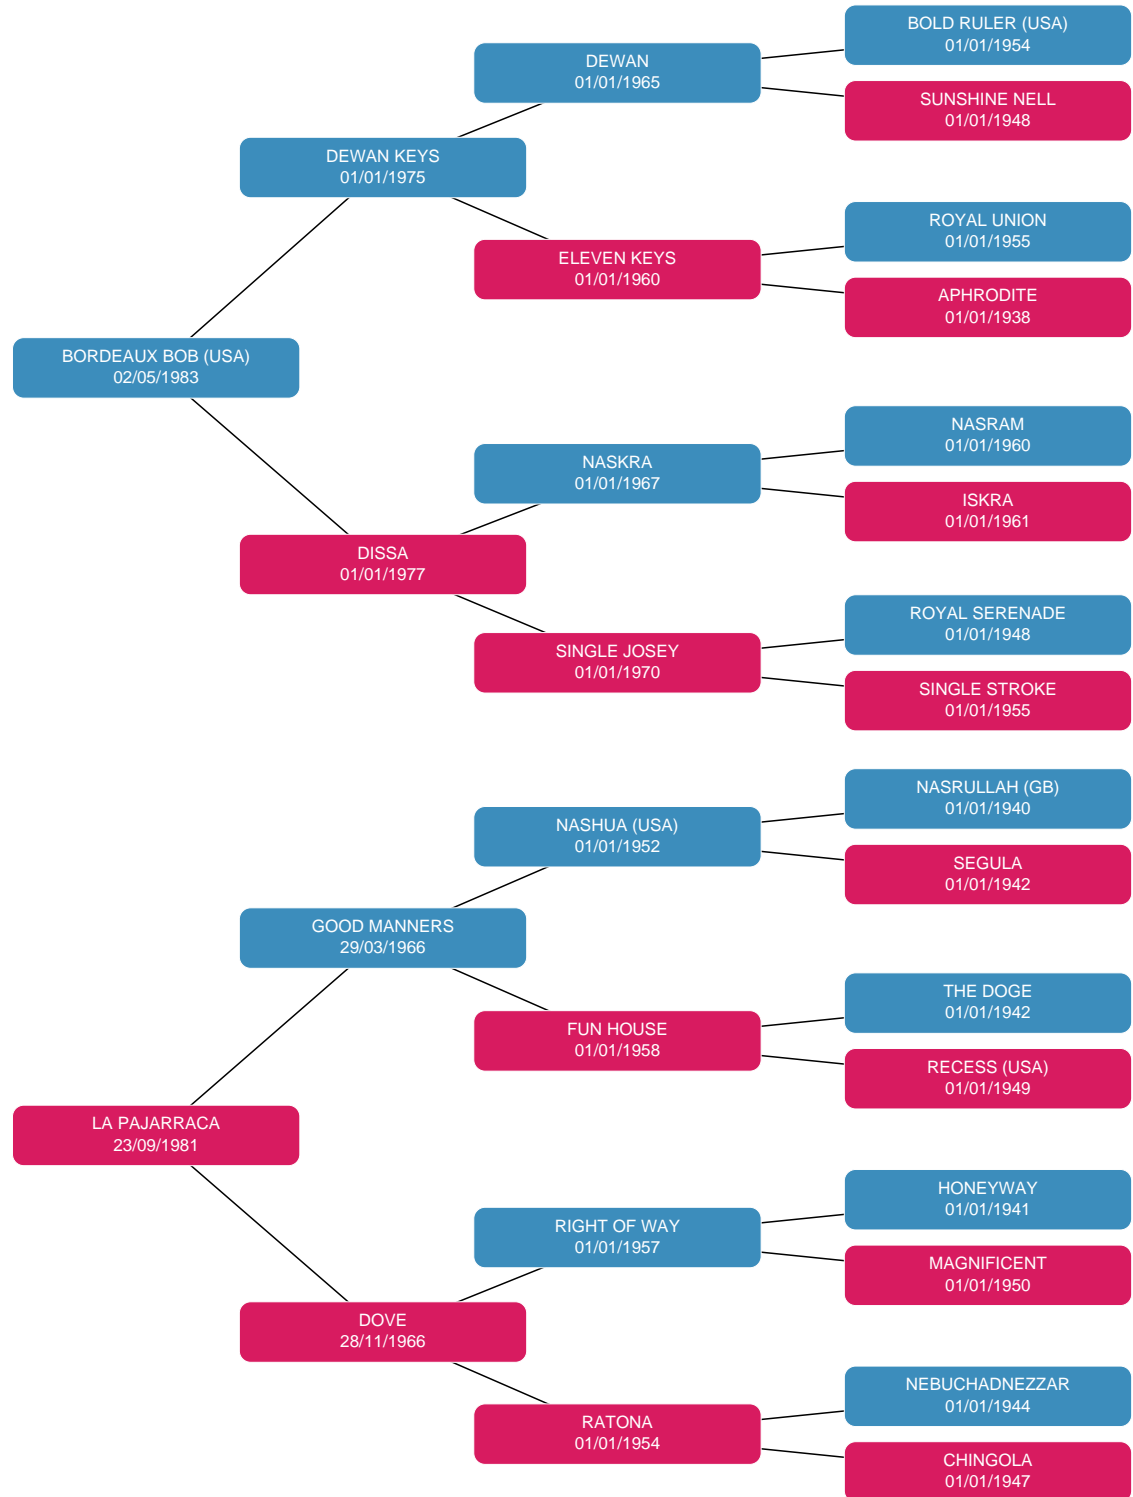 BOLD RULER (USA)
01/01/1954
DEWAN
01/01/1965
SUNSHINE NELL
01/01/1948
DEWAN KEYS
01/01/1975
ROYAL UNION
01/01/1955
ELEVEN KEYS
01/01/1960
APHRODITE
01/01/1938
BORDEAUX BOB (USA)
02/05/1983
NASRAM
01/01/1960
NASKRA
01/01/1967
ISKRA
01/01/1961
DISSA
01/01/1977
ROYAL SERENADE
01/01/1948
SINGLE JOSEY
01/01/1970
SINGLE STROKE
01/01/1955
NASRULLAH (GB)
01/01/1940
NASHUA (USA)
01/01/1952
SEGULA
01/01/1942
GOOD MANNERS
29/03/1966
THE DOGE
01/01/1942
FUN HOUSE
01/01/1958
RECESS (USA)
01/01/1949
LA PAJARRACA
23/09/1981
HONEYWAY
01/01/1941
RIGHT OF WAY
01/01/1957
MAGNIFICENT
01/01/1950
DOVE
28/11/1966
NEBUCHADNEZZAR
01/01/1944
RATONA
01/01/1954
CHINGOLA
01/01/1947